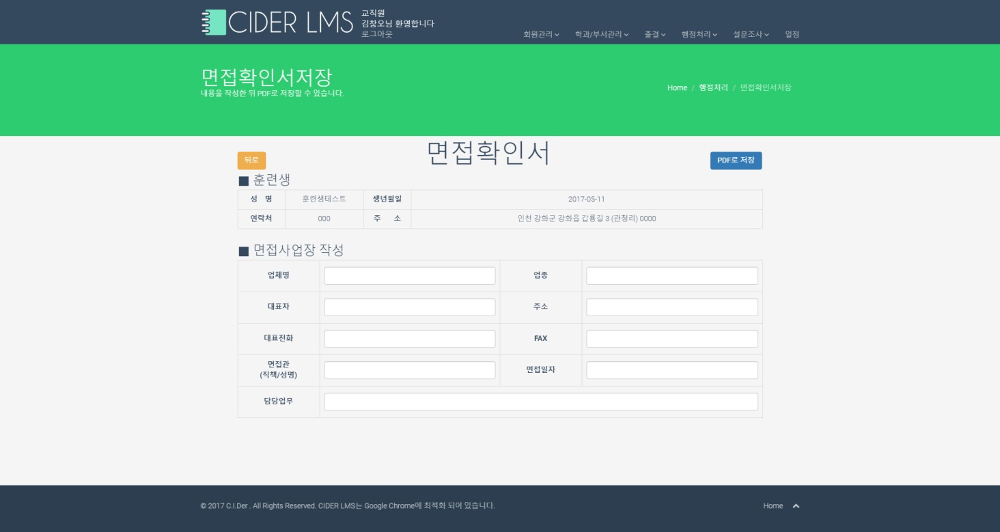 CIDER LMS
교직원
김창오님 환영합니다
로그아웃
회원관리 학과/부서관리 출결 행정처리 설문조사 일정
면접확인서저장
내용을 작성한 뒤 PDF로 저장할 수 있습니다.
Home / 행정처리 / 면접확인서저장
면접확인서
뒤로
PDF로 저장
■ 훈련생
성 명 훈련생테스트 생년월일 2017-05-11
연락처 000 주 소 인천 강화군 강화읍 갑룡길 3 (관청리) 0000
■ 면접사업장 작성
업체명 업종
대표자 주소
대표전화 FAX
면접관
(직책/성명) 면접일자
담당업무
© 2017 C.I.Der . All Rights Reserved. CIDER LMS는 Google Chrome에 최적화 되어 있습니다.
Home